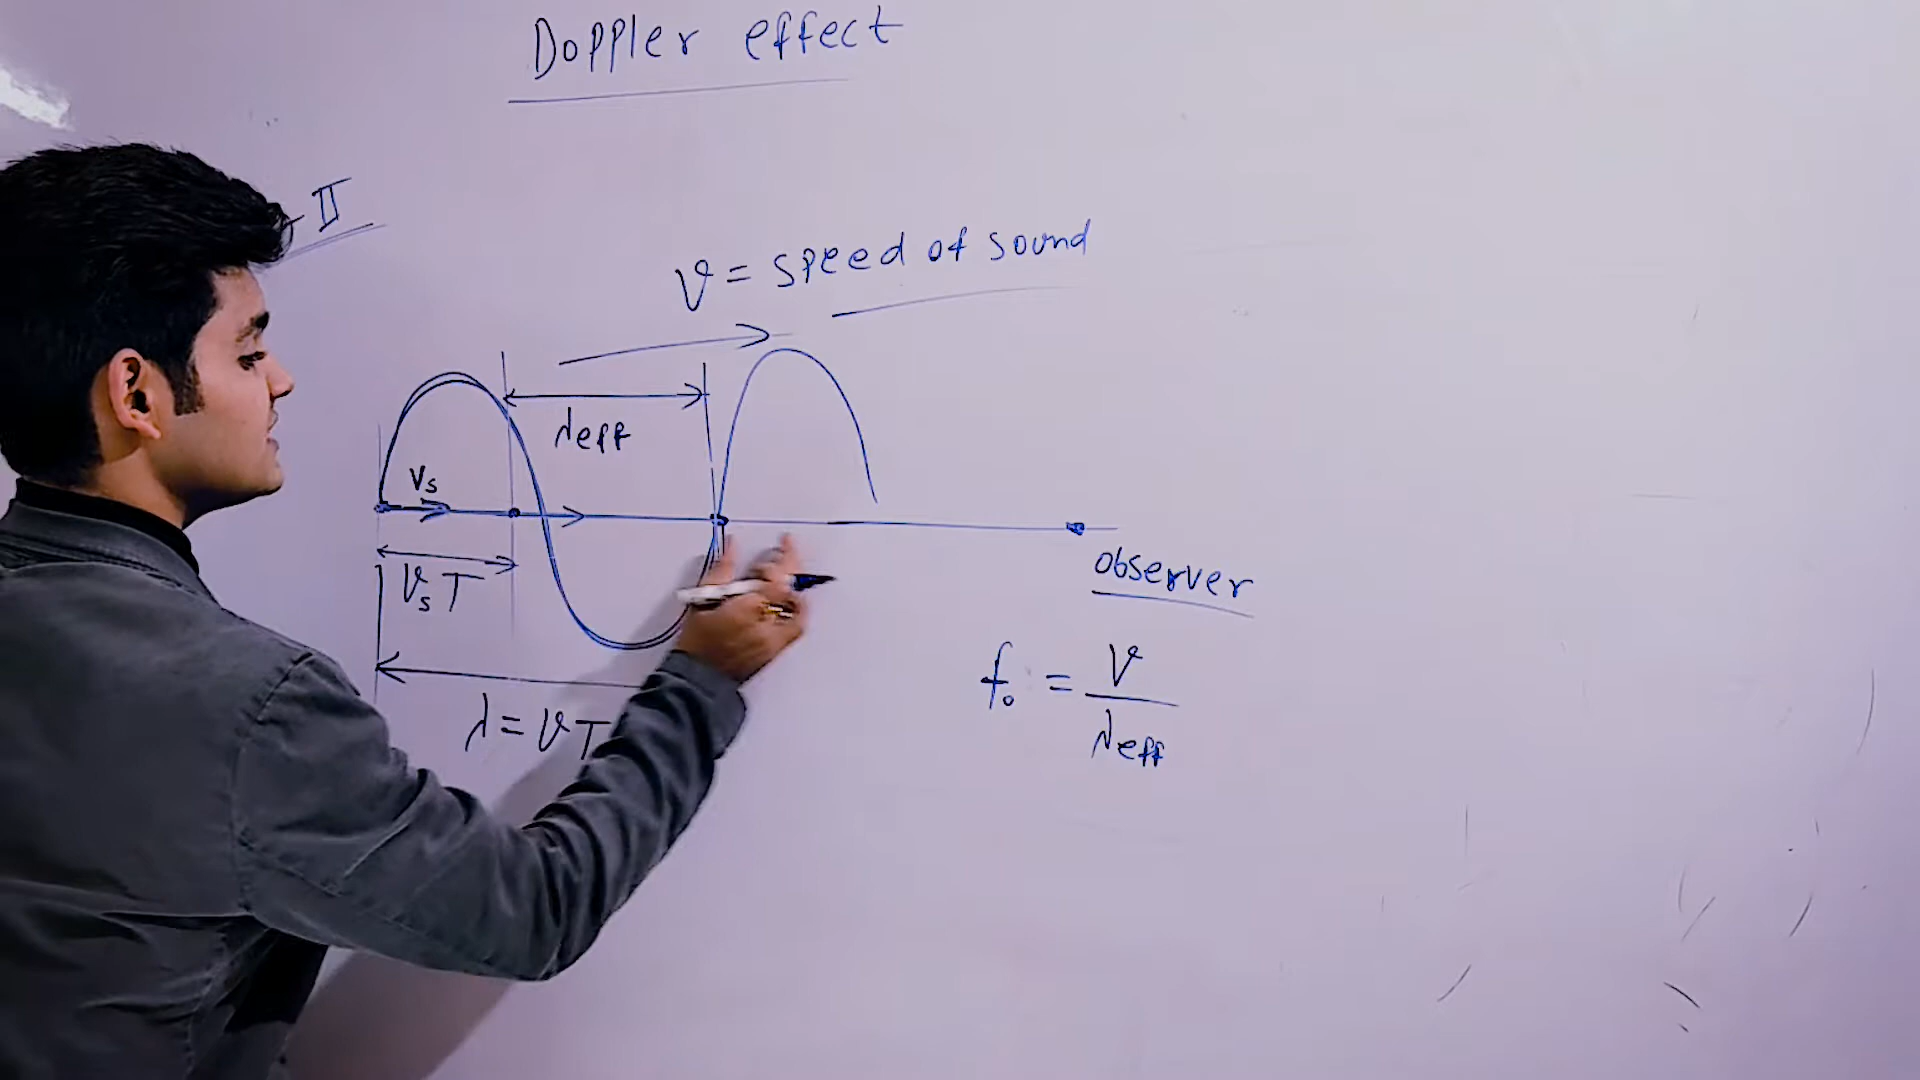 Doppler effect
- II
v = speed of sound
λeff
Vs
VsT
observer
λ = vT
f₀ = v / λeff